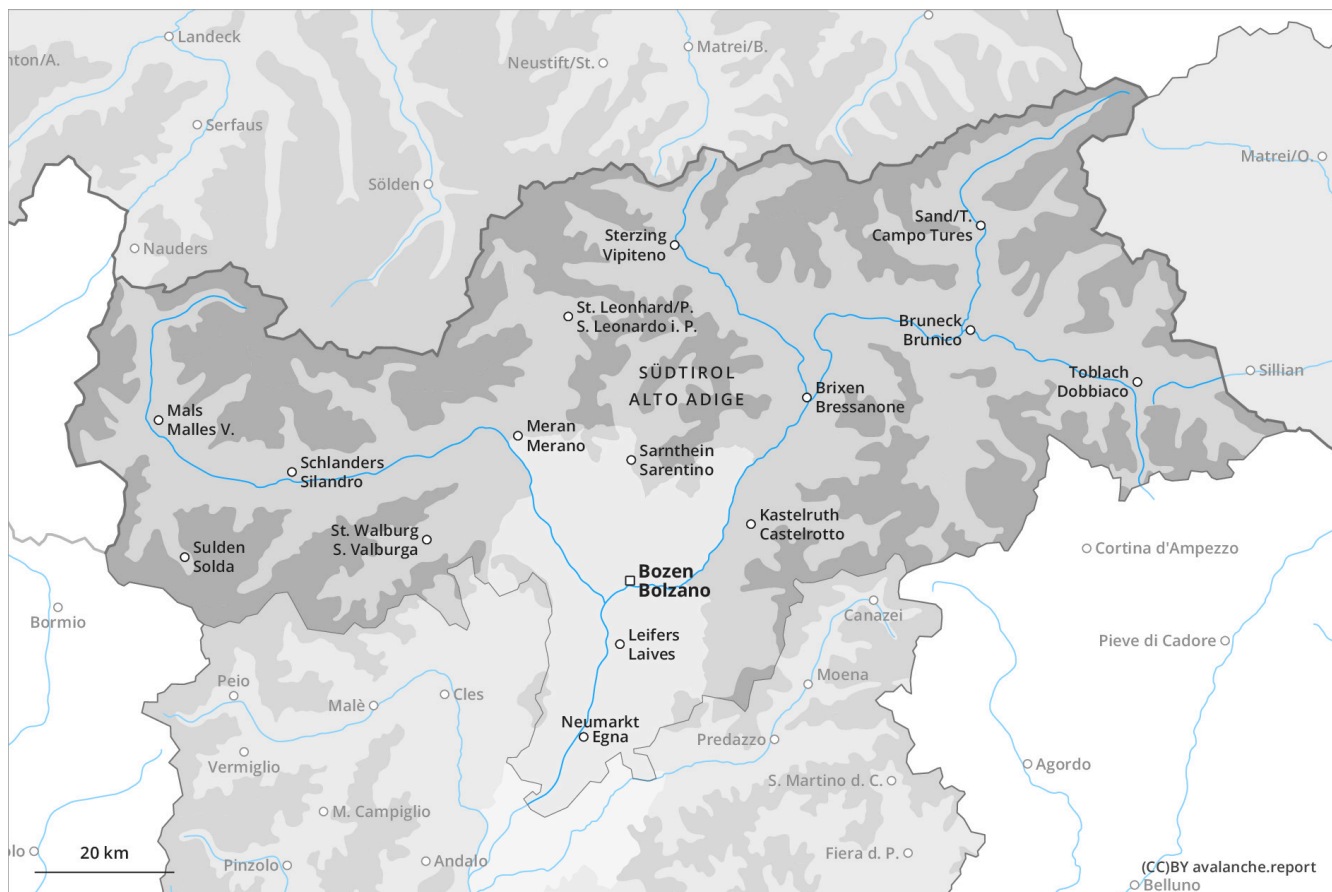 Landeck
nton/A.
Matrei/B.
Neustift/St.
Serfaus
Matrei/O.
Sölden
Nauders
Sand/T.
Campo Tures
Sterzing
Vipiteno
St. Leonhard/P.
S. Leonardo i. P.
Bruneck
Brunico
SÜDTIROL
ALTO ADIGE
Toblach
Dobbiaco
Sillian
Brixen
Bressanone
Mals
Malles V.
Meran
Merano
Sarnthein
Sarentino
Schlanders
Silandro
Kastelruth
Castelrotto
St. Walburg
S. Valburga
Sulden
Solda
Cortina d'Ampezzo
Bozen
Bolzano
Bormio
Canazei
Leifers
Laives
Pieve di Cadore
Peio
Malè
Cles
Moena
Neumarkt
Egna
Predazzo
Vermiglio
Agordo
S. Martino d. C.
M. Campiglio
20 km
olo
Pinzolo
Andalo
Fiera d. P.
(CC)BY avalanche.report
Belluno